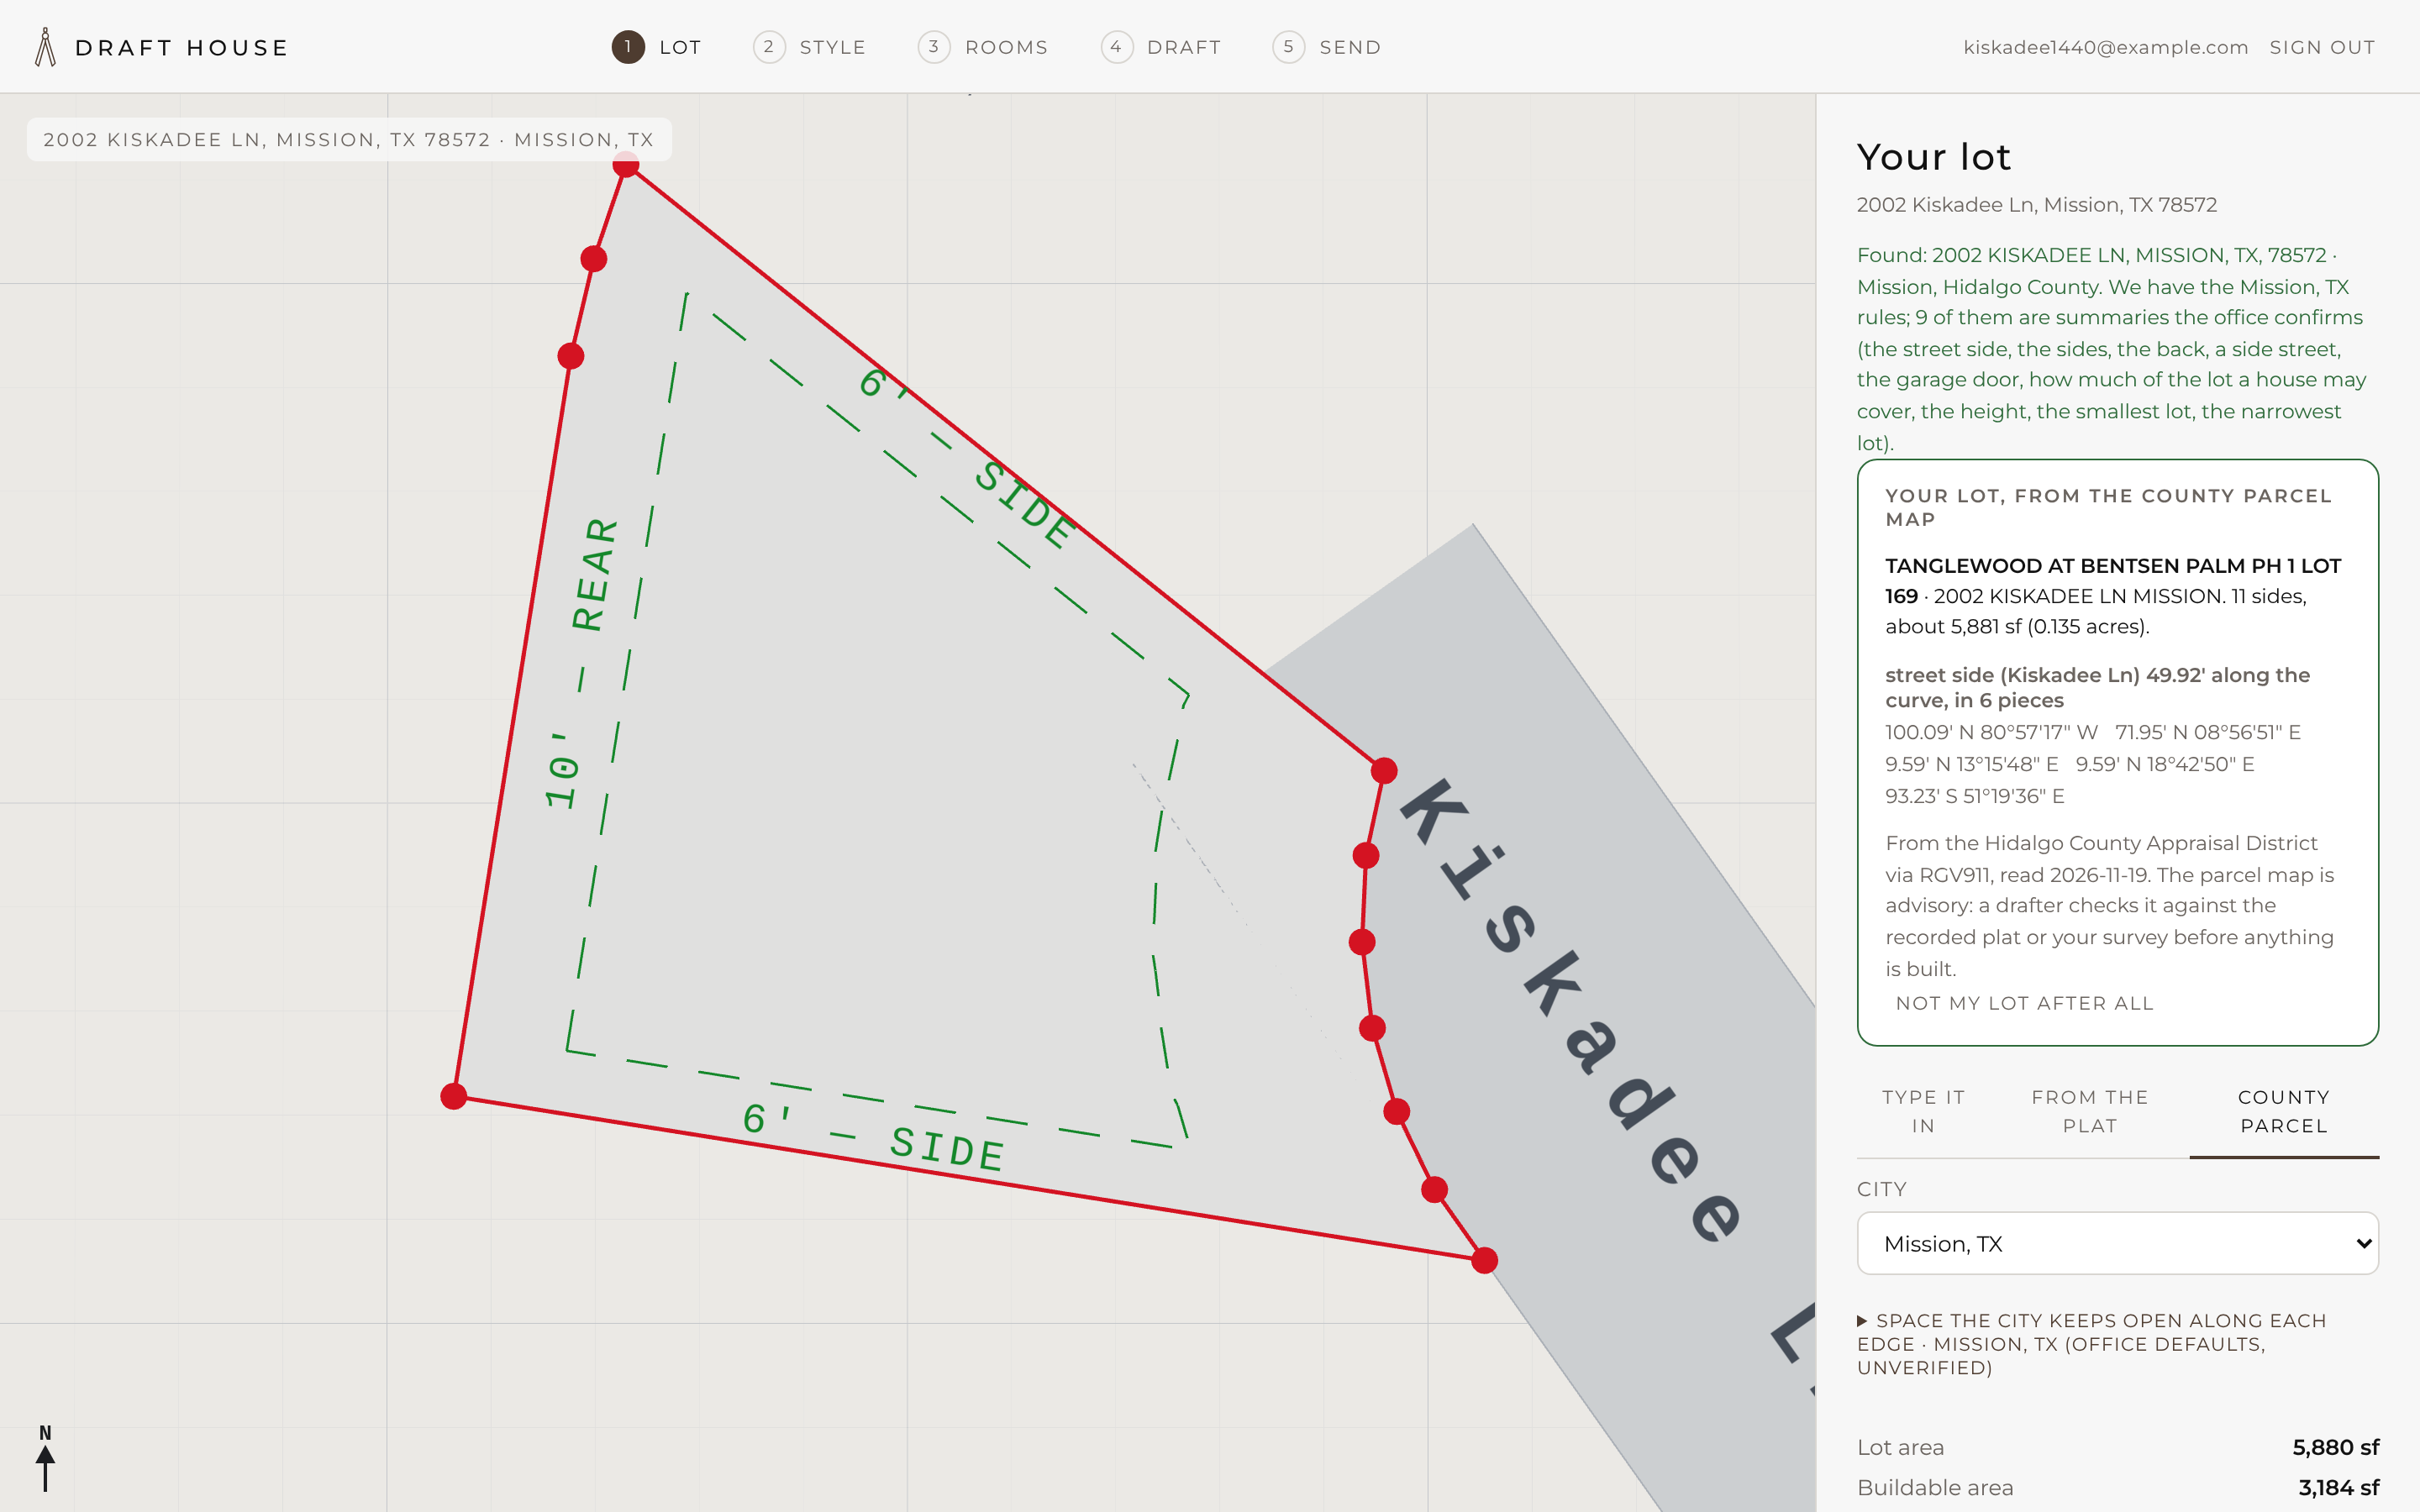 DRAFT HOUSE
1 LOT
2 STYLE
3 ROOMS
4 DRAFT
5 SEND
kiskadee1440@example.com SIGN OUT
2002 KISKADEE LN, MISSION, TX 78572 · MISSION, TX
6' – SIDE
10' – REAR
6' – SIDE
Kiskadee L
N
Your lot
2002 Kiskadee Ln, Mission, TX 78572
Found: 2002 KISKADEE LN, MISSION, TX, 78572 ·
Mission, Hidalgo County. We have the Mission, TX
rules; 9 of them are summaries the office confirms
(the street side, the sides, the back, a side street,
the garage door, how much of the lot a house may
cover, the height, the smallest lot, the narrowest
lot).
YOUR LOT, FROM THE COUNTY PARCEL
MAP
TANGLEWOOD AT BENTSEN PALM PH 1 LOT
169 · 2002 KISKADEE LN MISSION. 11 sides,
about 5,881 sf (0.135 acres).
street side (Kiskadee Ln) 49.92' along the
curve, in 6 pieces
100.09' N 80°57'17" W 71.95' N 08°56'51" E
9.59' N 13°15'48" E 9.59' N 18°42'50" E
93.23' S 51°19'36" E
From the Hidalgo County Appraisal District
via RGV911, read 2026-11-19. The parcel map is
advisory: a drafter checks it against the
recorded plat or your survey before anything
is built.
NOT MY LOT AFTER ALL
TYPE IT
IN
FROM THE
PLAT
COUNTY
PARCEL
CITY
Mission, TX
SPACE THE CITY KEEPS OPEN ALONG EACH
EDGE · MISSION, TX (OFFICE DEFAULTS,
UNVERIFIED)
Lot area 5,880 sf
Buildable area 3,184 sf